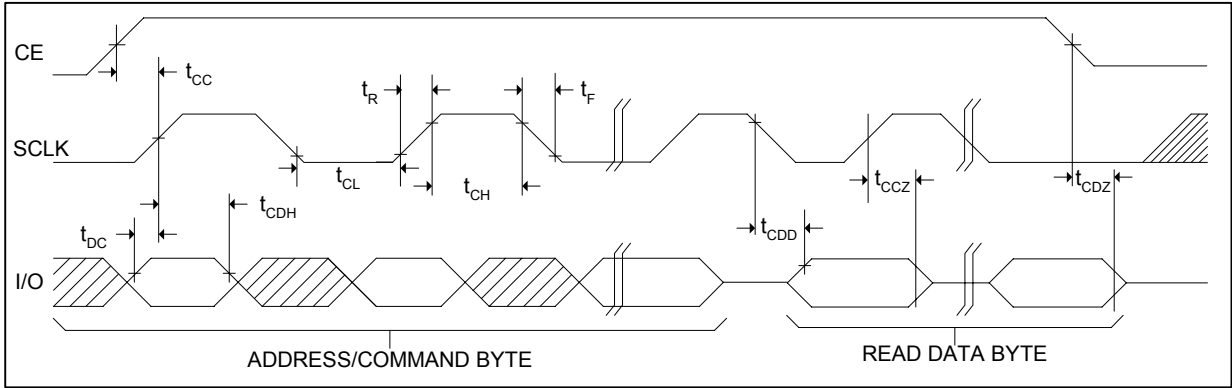 CE
tCC
tR
tF
SCLK
tCL
tCH
tCCZ
tCDZ
tCDH
tDC
tCDD
I/O
ADDRESS/COMMAND BYTE
READ DATA BYTE